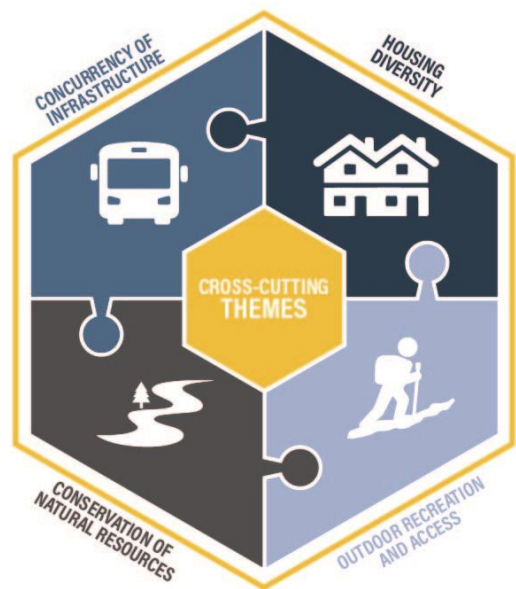 CONCURRENCY OF
INFRASTRUCTURE
HOUSING
DIVERSITY
CROSS-CUTTING
THEMES
CONSERVATION OF
NATURAL RESOURCES
OUTDOOR RECREATION
AND ACCESS